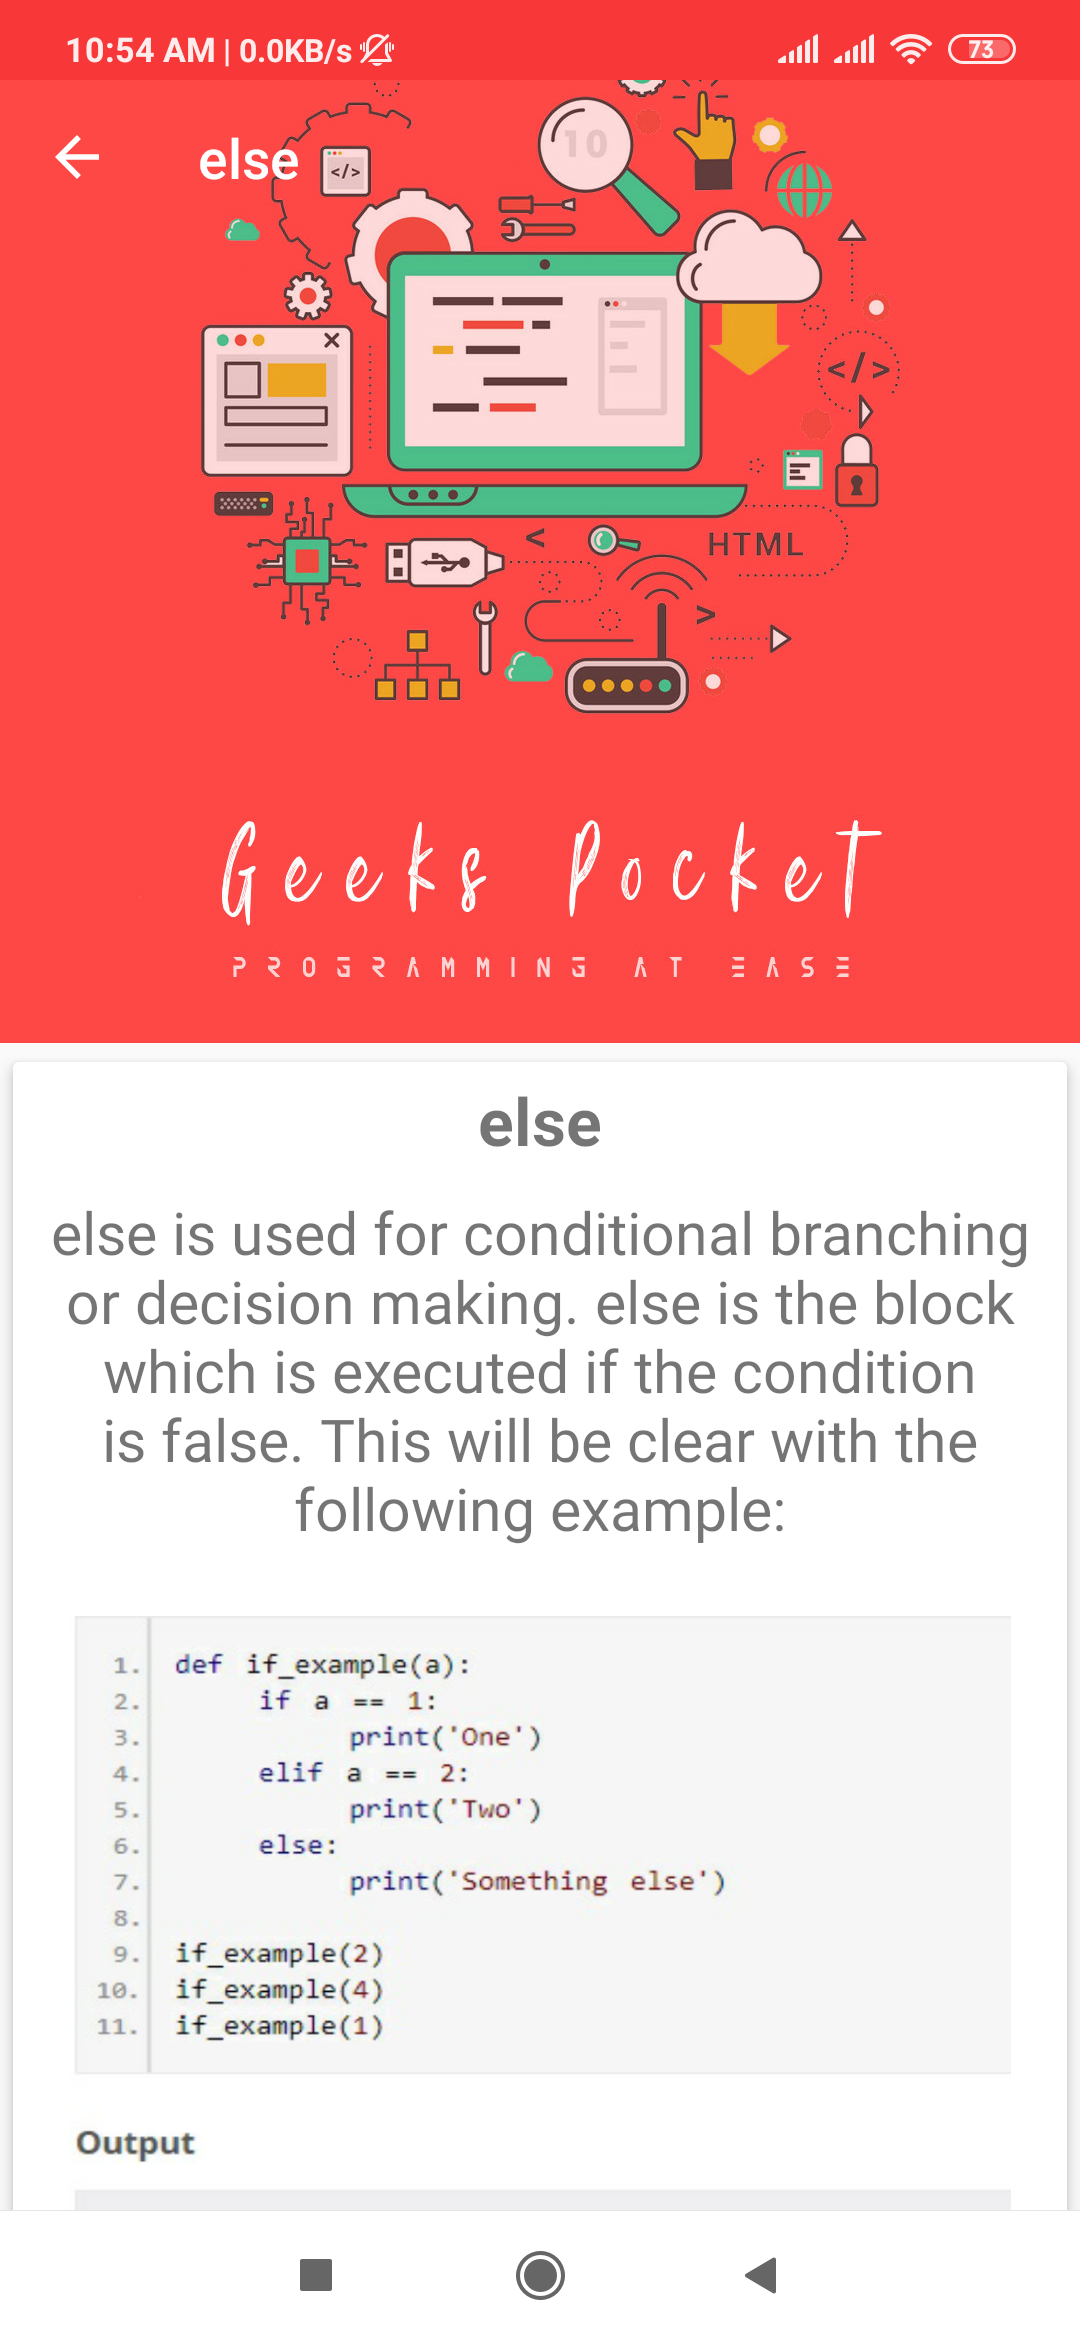 10:54 AM | 0.0KB/s
73
else
</>
10
</>
HTML
<
>
Geeks Pocket
PROGRAMMING AT EASE
else
else is used for conditional branching
or decision making. else is the block
which is executed if the condition
is false. This will be clear with the
following example:
1. def if_example(a):
2. if a == 1:
3. print('One')
4. elif a == 2:
5. print('Two')
6. else:
7. print('Something else')
8.
9. if_example(2)
10. if_example(4)
11. if_example(1)
Output